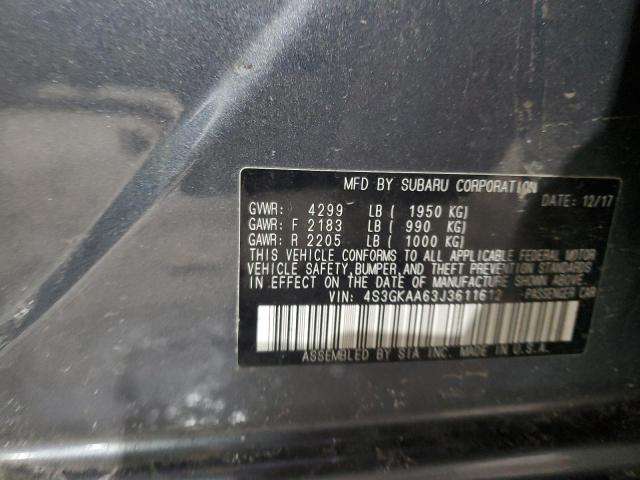 MFD BY SUBARU CORPORATION
DATE: 12/17
GVWR: 4299 LB ( 1950 KG)
GAWR: F 2183 LB ( 990 KG)
GAWR: R 2205 LB ( 1000 KG)
THIS VEHICLE CONFORMS TO ALL APPLICABLE FEDERAL MOTOR
VEHICLE SAFETY, BUMPER, AND THEFT PREVENTION STANDARDS
IN EFFECT ON THE DATE OF MANUFACTURE SHOWN ABOVE.
VIN: 4S3GKAA63J3611612 PASSENGER CAR
ASSEMBLED BY SIA INC. MADE IN U.S.A.